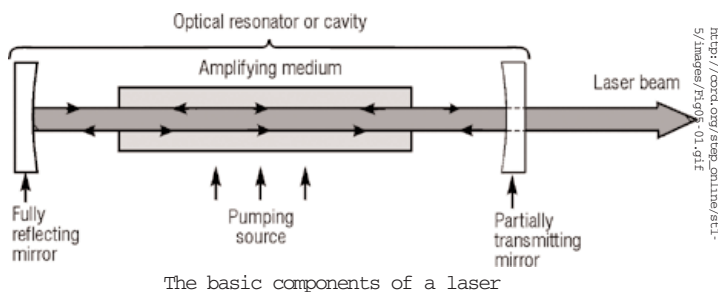 Optical resonator or cavity
Amplifying medium
Laser beam
Fully
reflecting
mirror
Pumping
source
Partially
transmitting
mirror
The basic components of a laser
http://cord.org/step_online/st1-
5/images/Fig05-01.gif